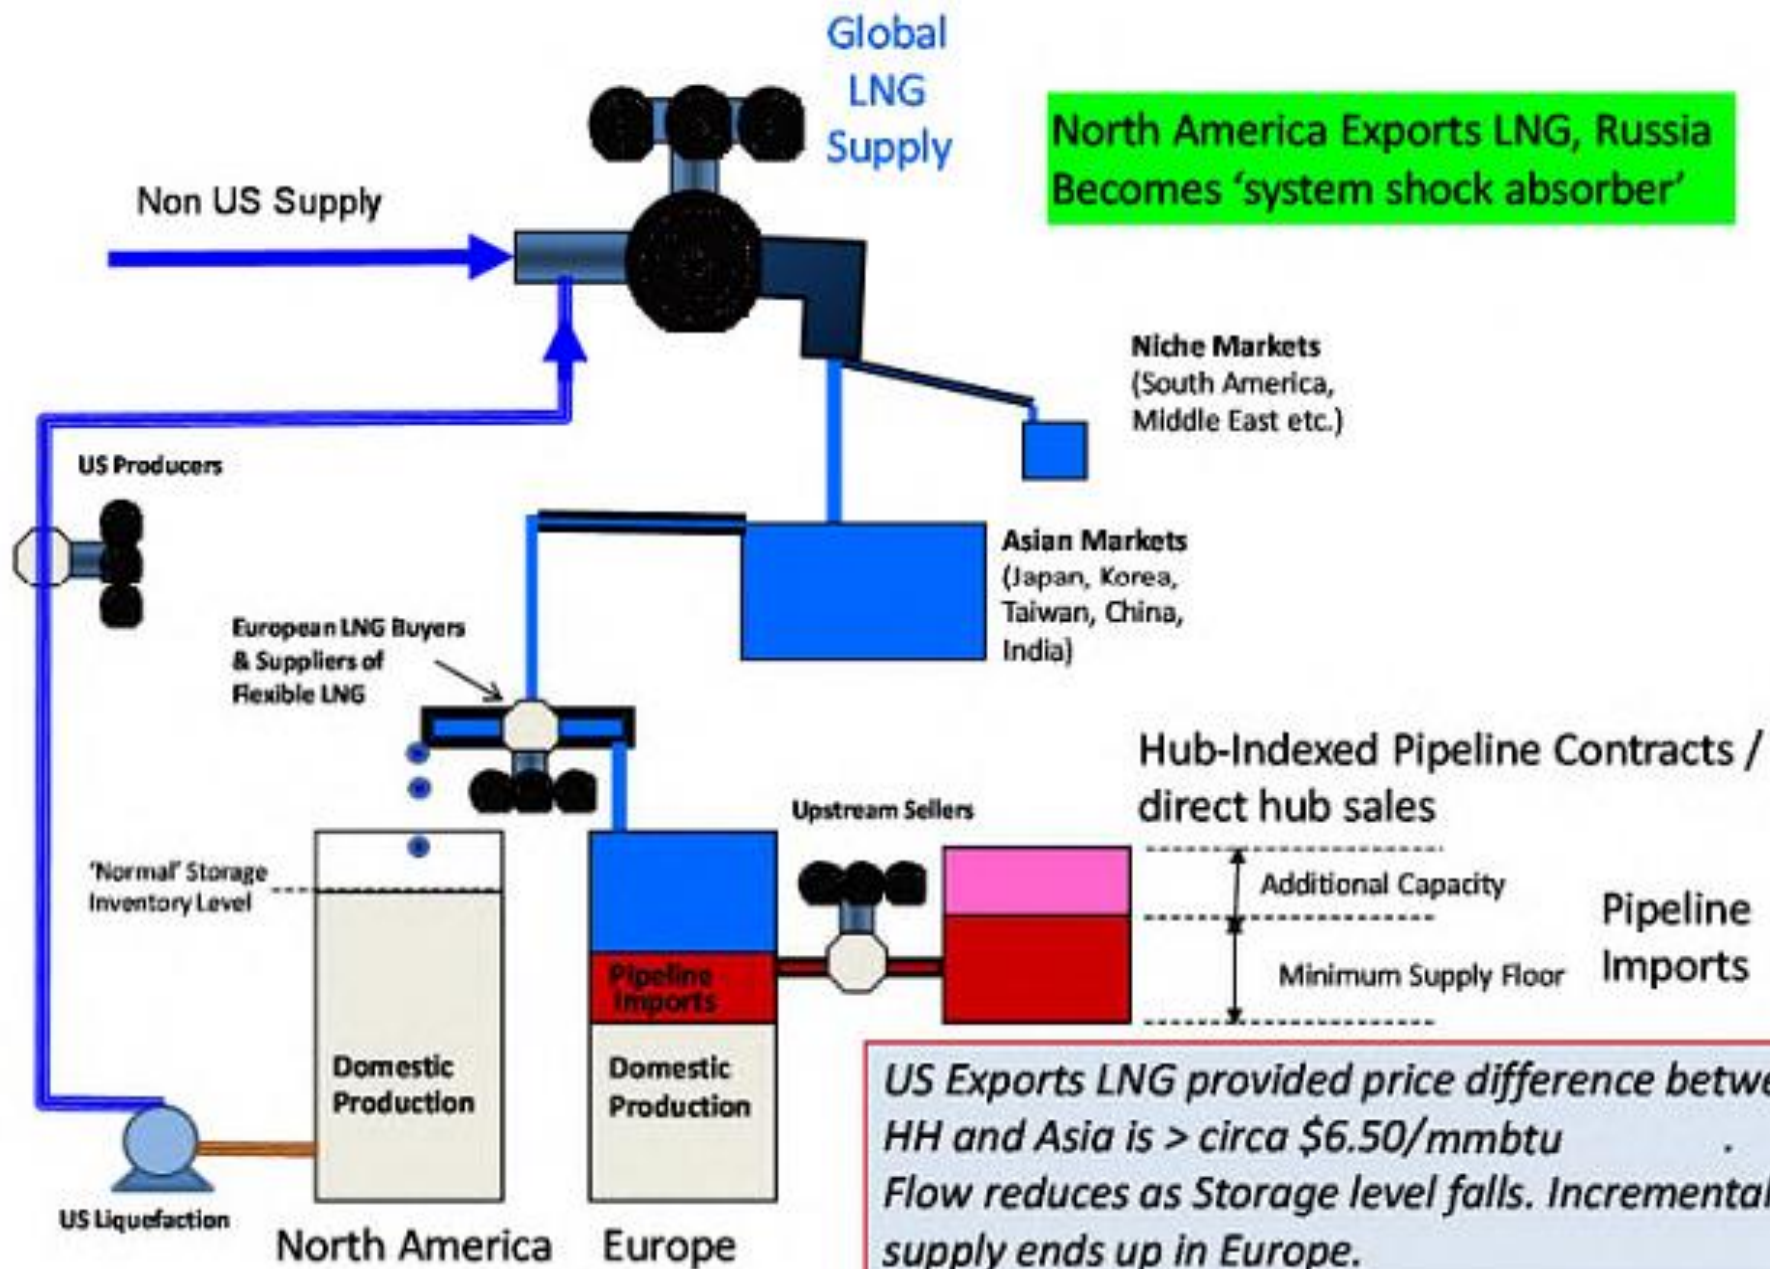 Global
LNG
Supply
North America Exports LNG, Russia
Becomes ‘system shock absorber’
Non US Supply
Niche Markets
(South America,
Middle East etc.)
US Producers
Asian Markets
(Japan, Korea,
Taiwan, China,
India)
European LNG Buyers
& Suppliers of
Flexible LNG
Hub-Indexed Pipeline Contracts /
direct hub sales
Upstream Sellers
‘Normal’ Storage
Inventory Level
Additional Capacity
Pipeline
Imports
Minimum Supply Floor
Pipeline
Imports
Domestic
Production
Domestic
Production
US Exports LNG provided price difference betwe
HH and Asia is > circa $6.50/mmbtu .
Flow reduces as Storage level falls. Incremental
supply ends up in Europe.
US Liquefaction
North America
Europe